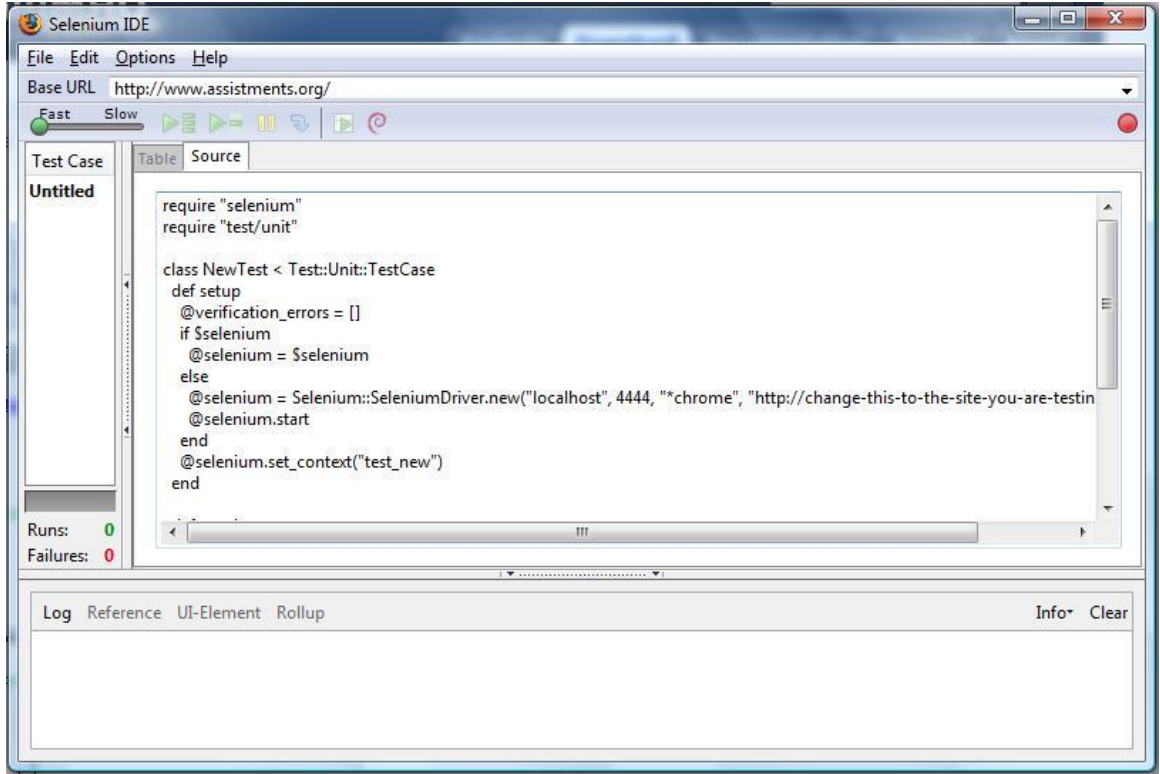 Selenium IDE
File Edit Options Help
Base URL http://www.assistments.org/
Fast Slow
Test Case
Table Source
Untitled
require "selenium"
require "test/unit"
class NewTest < Test::Unit::TestCase
def setup
@verification_errors = []
if $selenium
@selenium = $selenium
else
@selenium = Selenium::SeleniumDriver.new("localhost", 4444, "*chrome", "http://change-this-to-the-site-you-are-testin
@selenium.start
end
@selenium.set_context("test_new")
end
Runs: 0
Failures: 0
Log Reference UI-Element Rollup Info Clear